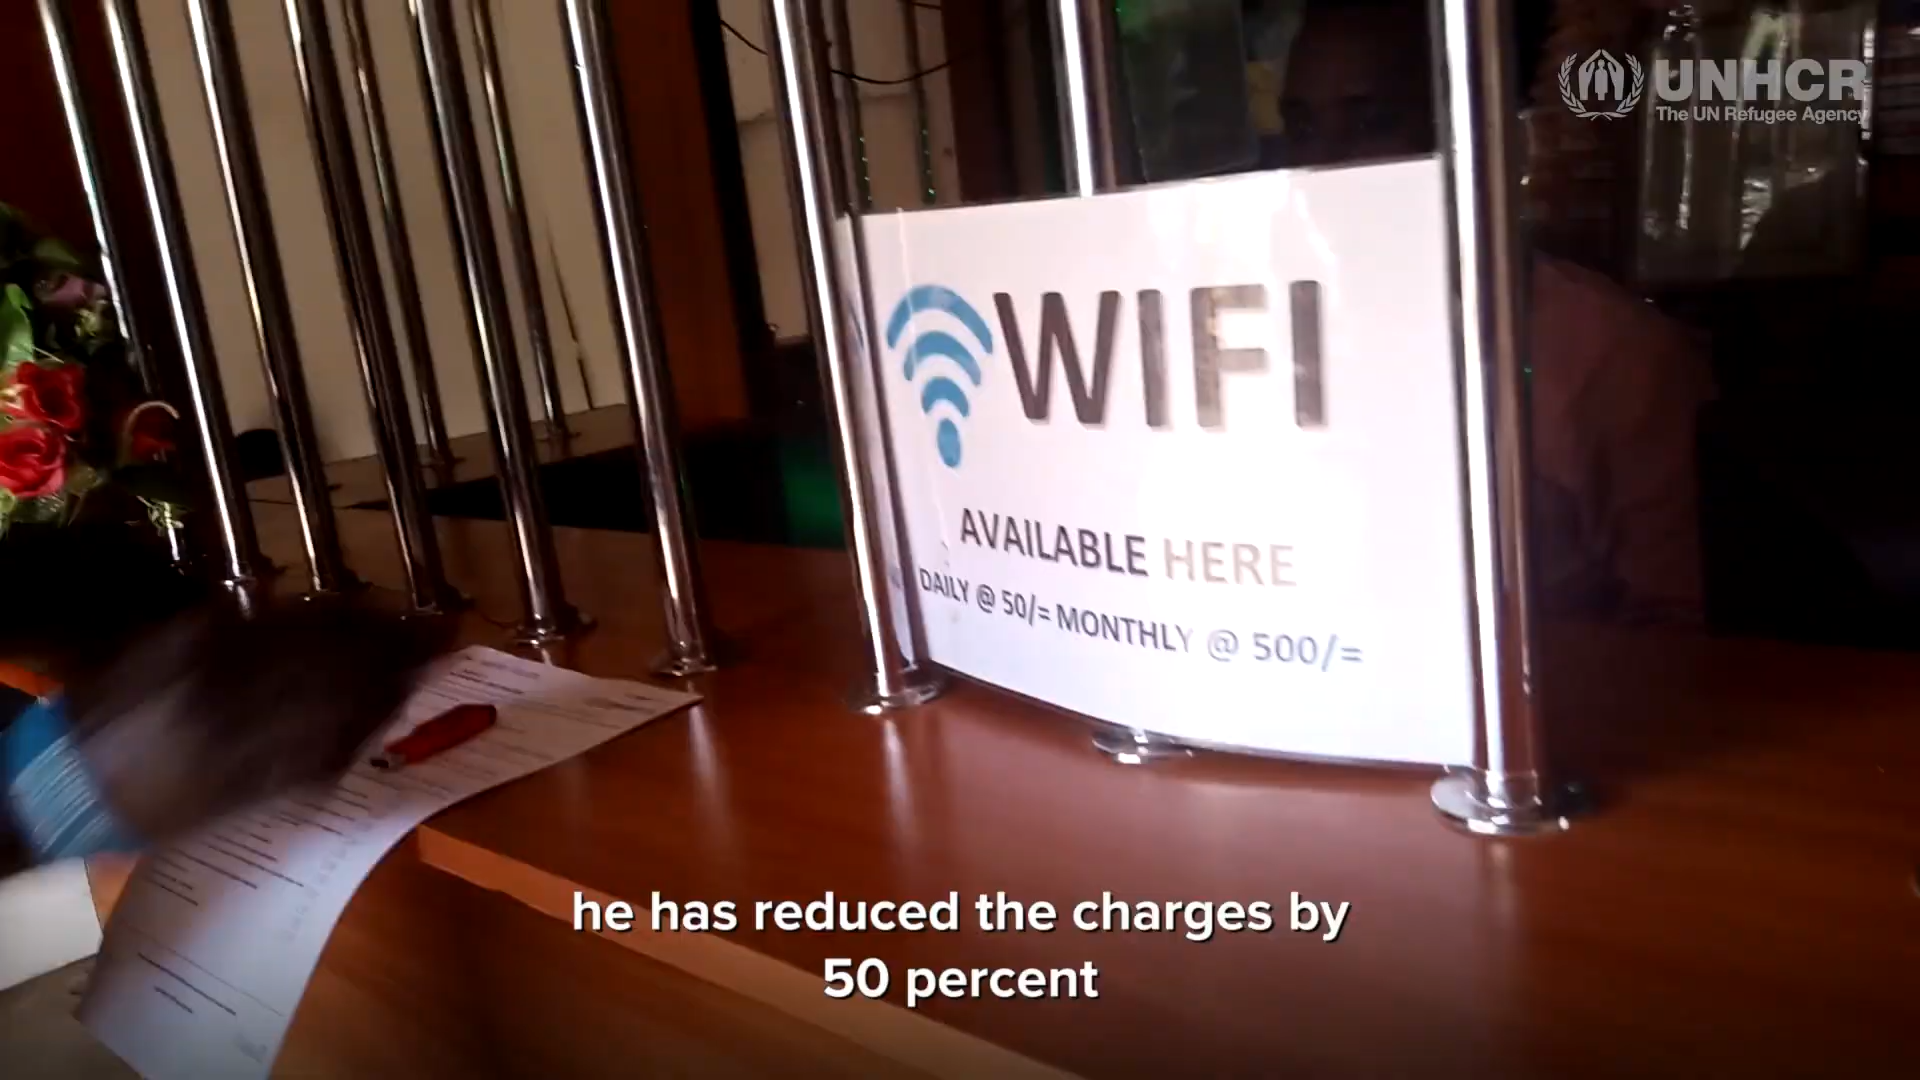 UNHCR
The UN Refugee Agency
WIFI
AVAILABLE HERE
DAILY @ 50/= MONTHLY @ 500/=
he has reduced the charges by
50 percent